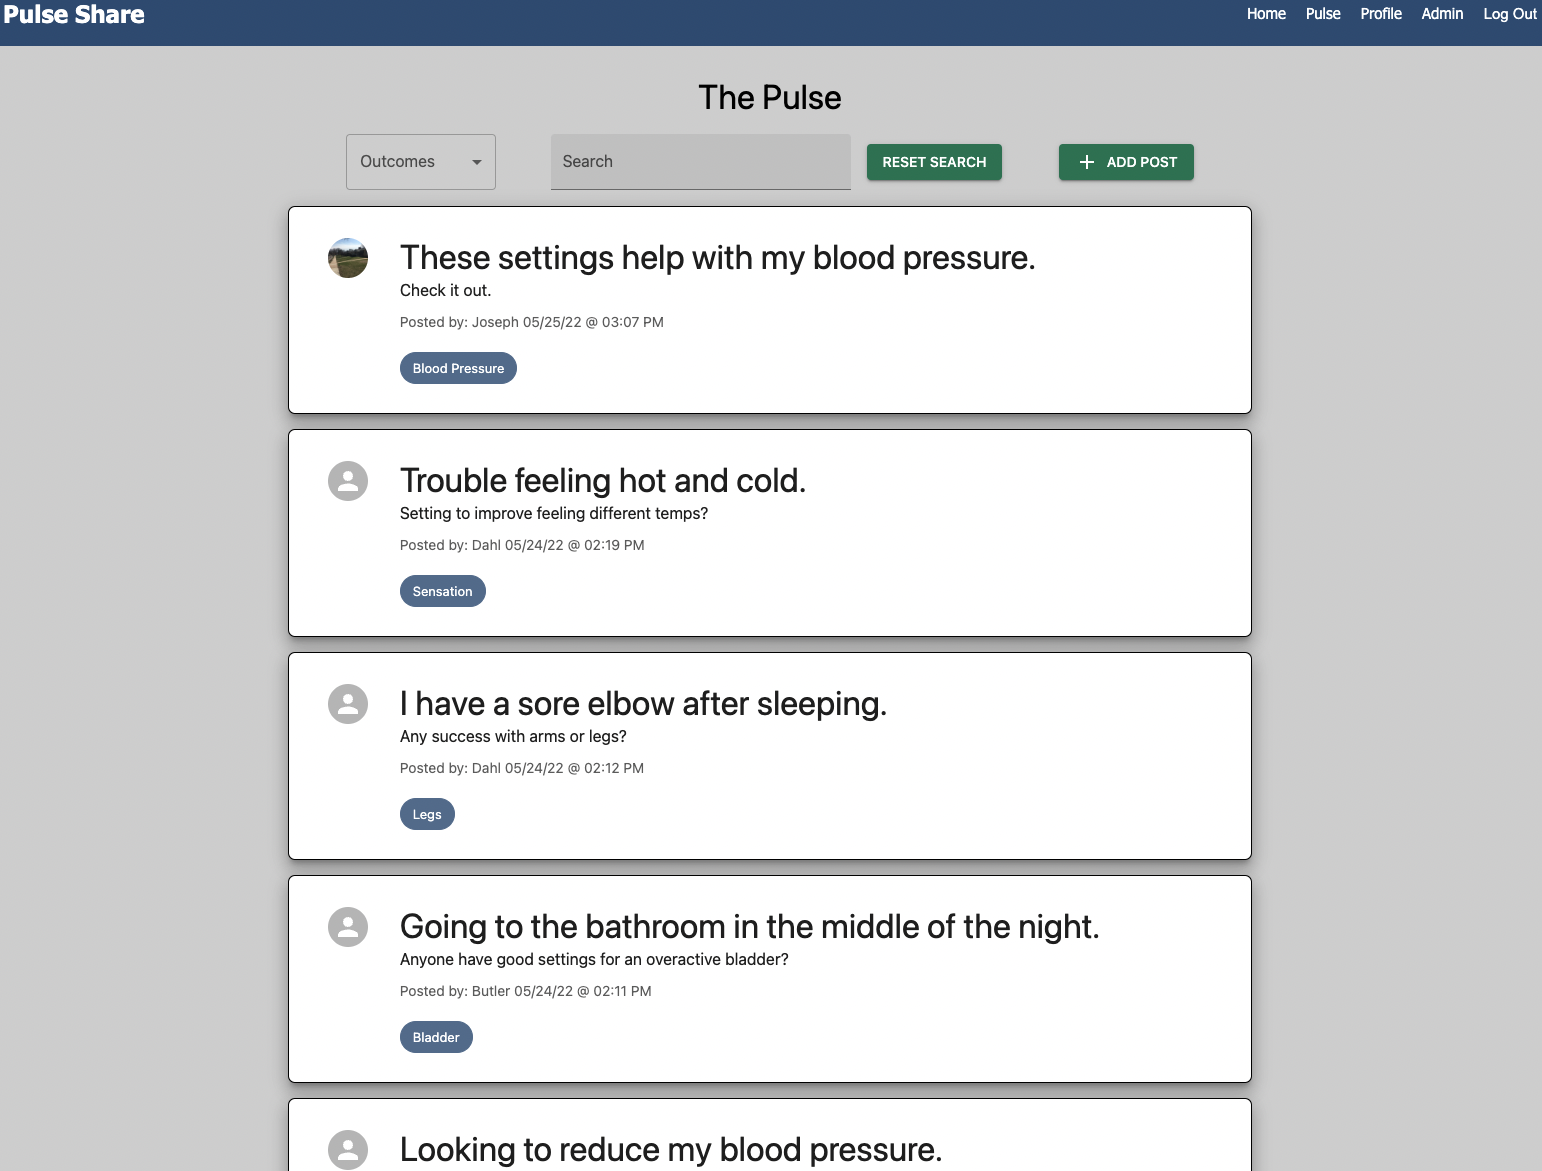 Pulse Share
Home Pulse Profile Admin Log Out
The Pulse
Outcomes
Search
RESET SEARCH
ADD POST
These settings help with my blood pressure.
Check it out.
Posted by: Joseph 05/25/22 @ 03:07 PM
Blood Pressure
Trouble feeling hot and cold.
Setting to improve feeling different temps?
Posted by: Dahl 05/24/22 @ 02:19 PM
Sensation
I have a sore elbow after sleeping.
Any success with arms or legs?
Posted by: Dahl 05/24/22 @ 02:12 PM
Legs
Going to the bathroom in the middle of the night.
Anyone have good settings for an overactive bladder?
Posted by: Butler 05/24/22 @ 02:11 PM
Bladder
Looking to reduce my blood pressure.